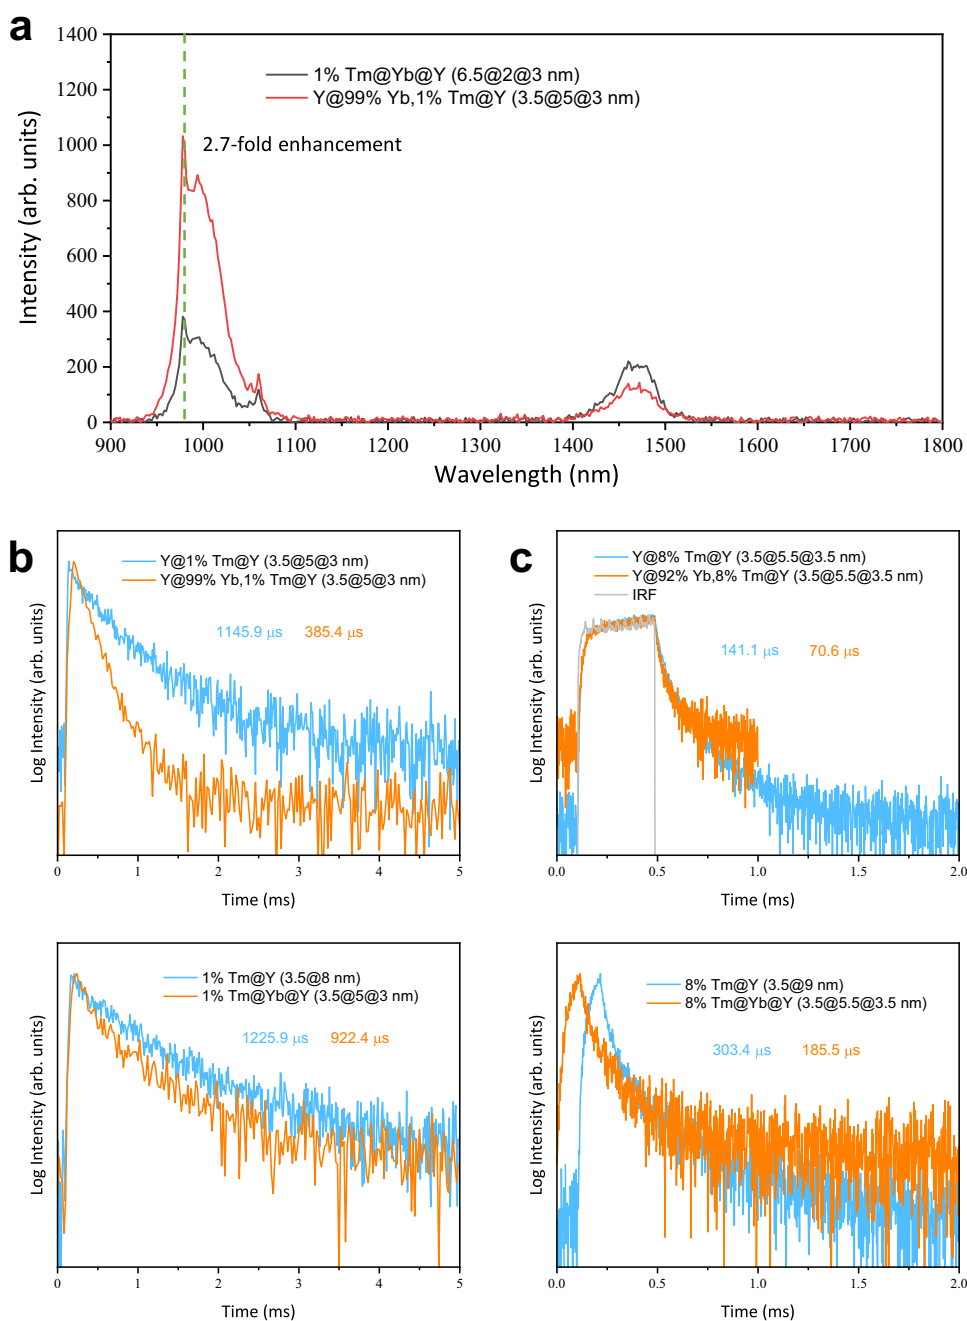 a
1400
1200
1000
800
600
400
200
0
Intensity (arb. units)
1% Tm@Yb@Y (6.5@2@3 nm)
Y@99% Yb,1% Tm@Y (3.5@5@3 nm)
2.7-fold enhancement
900 1000 1100 1200 1300 1400 1500 1600 1700 1800
Wavelength (nm)
b
Log Intensity (arb. units)
Y@1% Tm@Y (3.5@5@3 nm)
Y@99% Yb,1% Tm@Y (3.5@5@3 nm)
1145.9 μs 385.4 μs
0 1 2 3 4 5
Time (ms)
c
Log Intensity (arb. units)
Y@8% Tm@Y (3.5@5.5@3.5 nm)
Y@92% Yb,8% Tm@Y (3.5@5.5@3.5 nm)
IRF
141.1 μs 70.6 μs
0.0 0.5 1.0 1.5 2.0
Time (ms)
Log Intensity (arb. units)
1% Tm@Y (3.5@8 nm)
1% Tm@Yb@Y (3.5@5@3 nm)
1225.9 μs 922.4 μs
0 1 2 3 4 5
Time (ms)
Log Intensity (arb. units)
8% Tm@Y (3.5@9 nm)
8% Tm@Yb@Y (3.5@5.5@3.5 nm)
303.4 μs 185.5 μs
0.0 0.5 1.0 1.5 2.0
Time (ms)